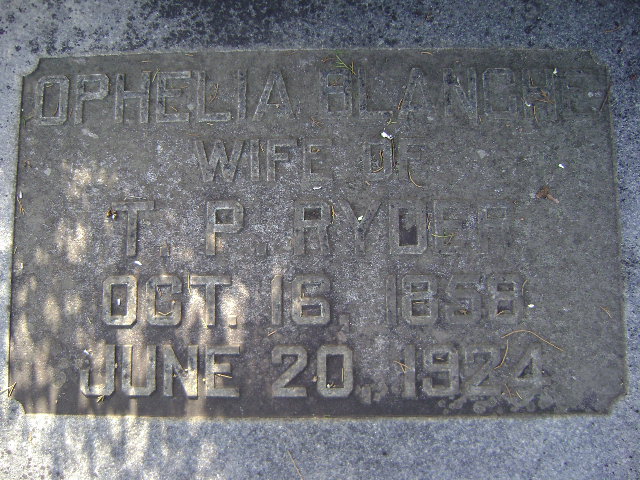 OPHELIA BLANCHE
WIFE OF
T. P. RYDER
OCT. 16, 1858
JUNE 20, 1924